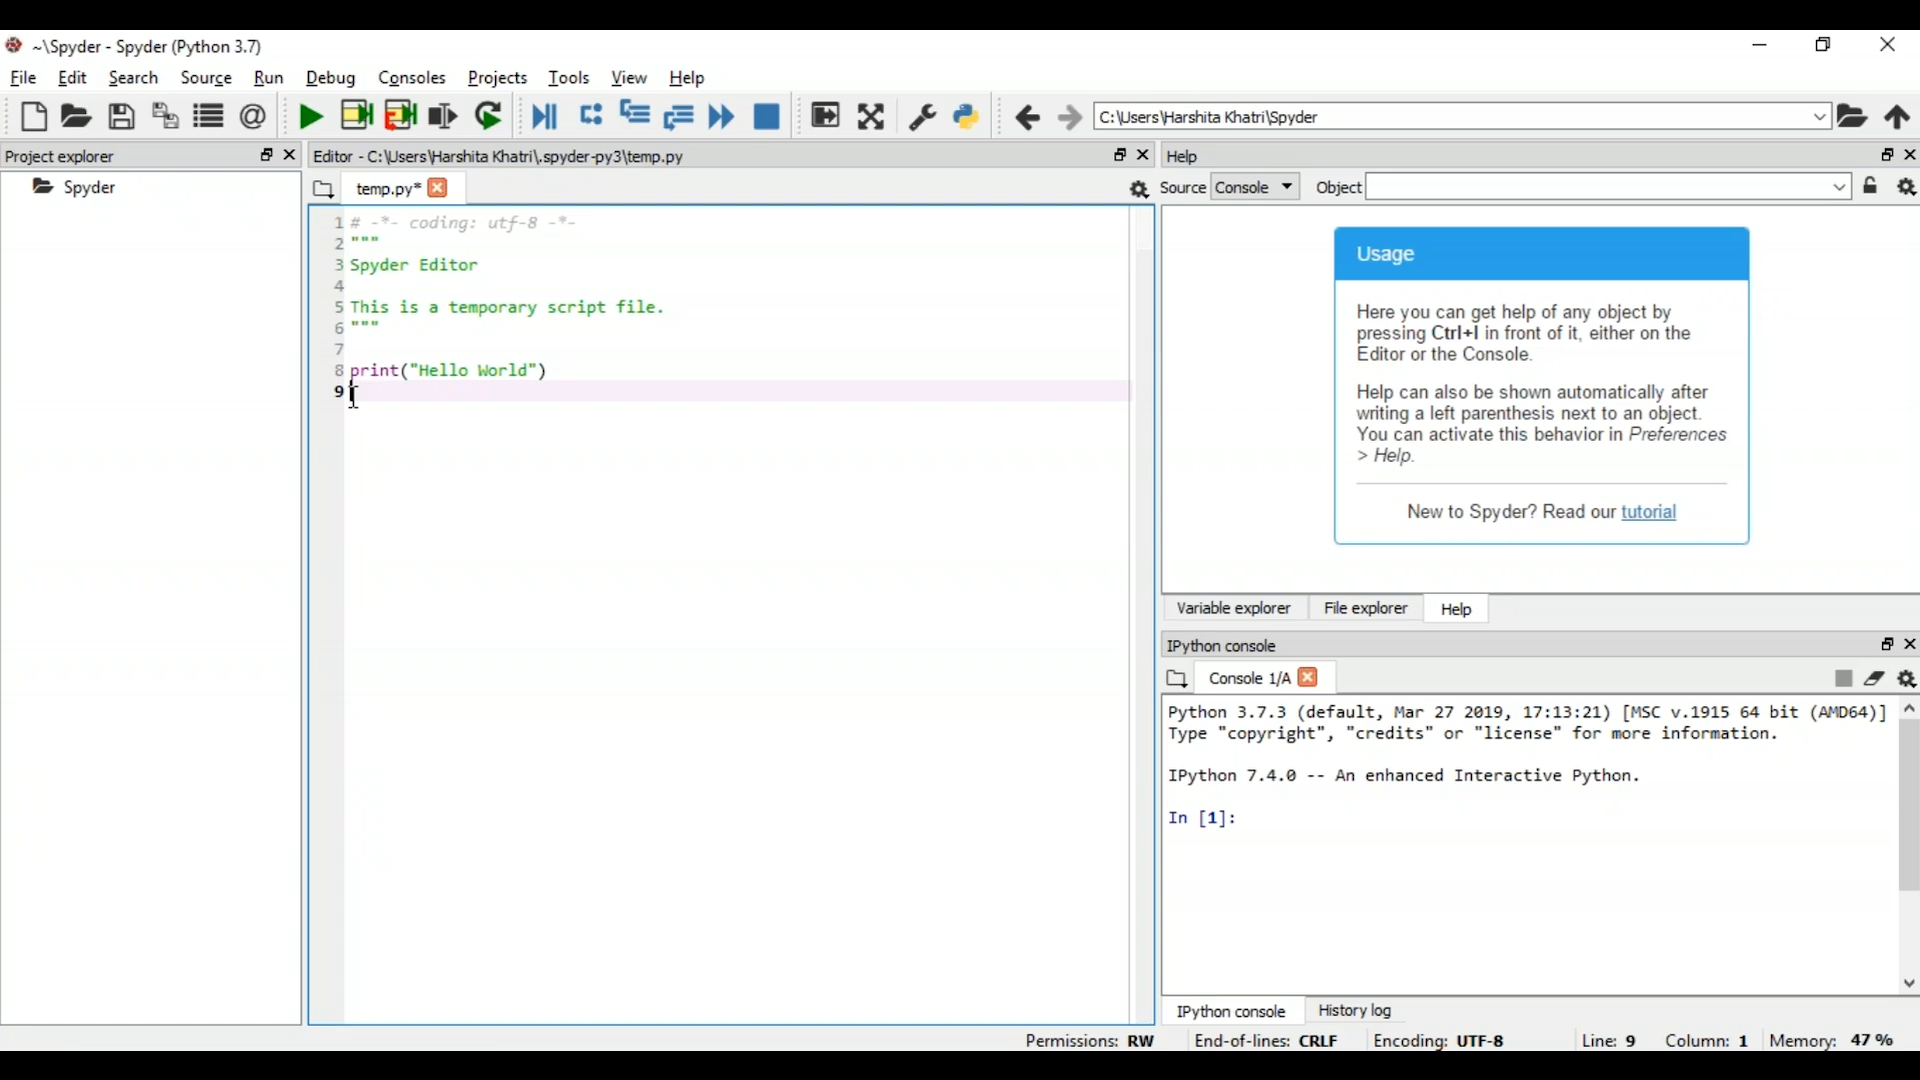 ~\Spyder - Spyder (Python 3.7)
File Edit Search Source Run Debug Consoles Projects Tools View Help
@ C:\Users\Harshita Khatri\Spyder
Project explorer
Spyder
Editor - C:\Users\Harshita Khatri\.spyder-py3\temp.py
temp.py*
1 # -*- coding: utf-8 -*-
2 """
3 Spyder Editor
4
5 This is a temporary script file.
6 """
7
8 print("Hello World")
9
Help
Source Console Object
Usage
Here you can get help of any object by
pressing Ctrl+I in front of it, either on the
Editor or the Console.
Help can also be shown automatically after
writing a left parenthesis next to an object.
You can activate this behavior in Preferences
> Help.
New to Spyder? Read our tutorial
Variable explorer File explorer Help
IPython console
Console 1/A
Python 3.7.3 (default, Mar 27 2019, 17:13:21) [MSC v.1915 64 bit (AMD64)]
Type "copyright", "credits" or "license" for more information.
IPython 7.4.0 -- An enhanced Interactive Python.
In [1]:
IPython console History log
Permissions: RW End-of-lines: CRLF Encoding: UTF-8 Line: 9 Column: 1 Memory: 47 %